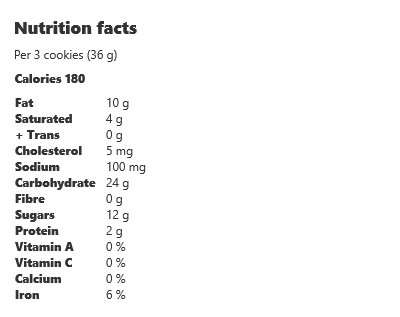 Nutrition facts
Per 3 cookies (36 g)
Calories 180
Fat 10 g
Saturated 4 g
+ Trans 0 g
Cholesterol 5 mg
Sodium 100 mg
Carbohydrate 24 g
Fibre 0 g
Sugars 12 g
Protein 2 g
Vitamin A 0 %
Vitamin C 0 %
Calcium 0 %
Iron 6 %